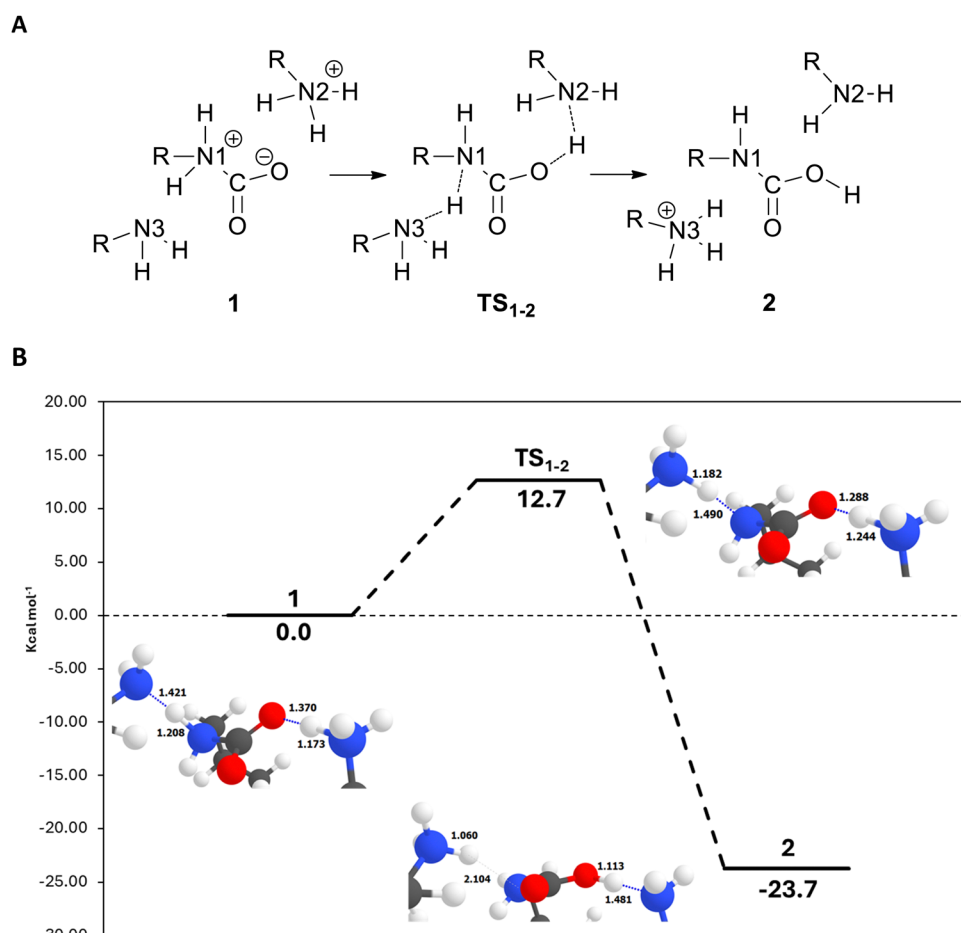 A
R
N2
H
H
H
⊕
H
R
N1
⊕
H
C
⊖
O
O
R
N3
H
H
1
R
N2
H
H
H
H
R
N1
H
C
O
O
R
N3
H
H
TS1-2
R
N2
H
H
H
R
N1
C
O
H
O
⊕
R
N3
H
H
H
2
B
Kcal mol-1
20.00
15.00
10.00
5.00
0.00
-5.00
-10.00
-15.00
-20.00
-25.00
-30.00
1
0.0
TS1-2
12.7
2
-23.7
1.421
1.208
1.370
1.173
1.182
1.490
1.288
1.244
1.060
2.104
1.113
1.481